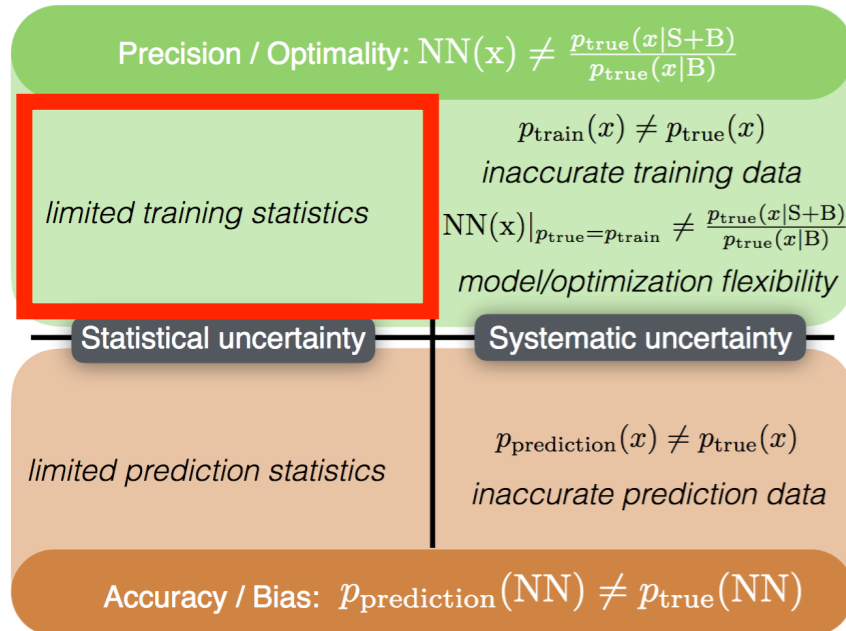 Precision / Optimality: NN(x) ≠ p_true(x|S+B) / p_true(x|B)
limited training statistics
p_train(x) ≠ p_true(x)
inaccurate training data
NN(x)|p_true=p_train ≠ p_true(x|S+B) / p_true(x|B)
model/optimization flexibility
Statistical uncertainty
Systematic uncertainty
limited prediction statistics
p_prediction(x) ≠ p_true(x)
inaccurate prediction data
Accuracy / Bias: p_prediction(NN) ≠ p_true(NN)